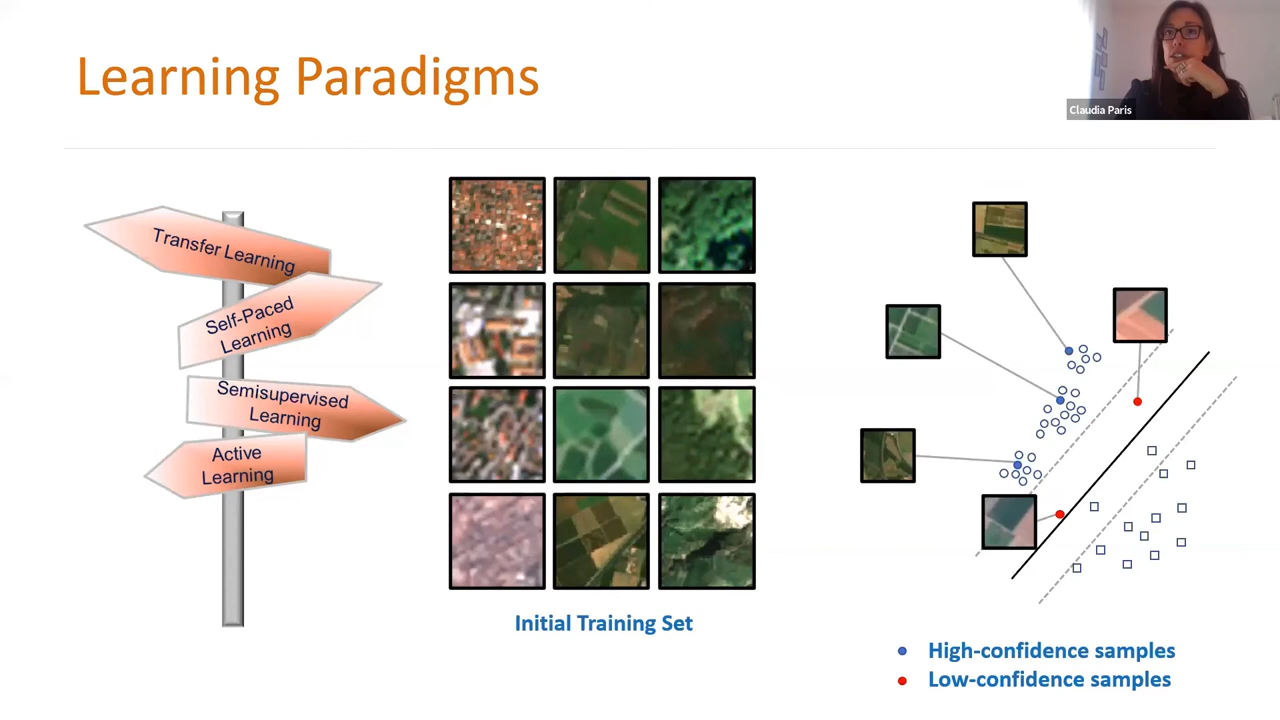 Learning Paradigms
Claudia Paris
Transfer Learning
Self-Paced
Learning
Semisupervised
Learning
Active
Learning
Initial Training Set
High-confidence samples
Low-confidence samples